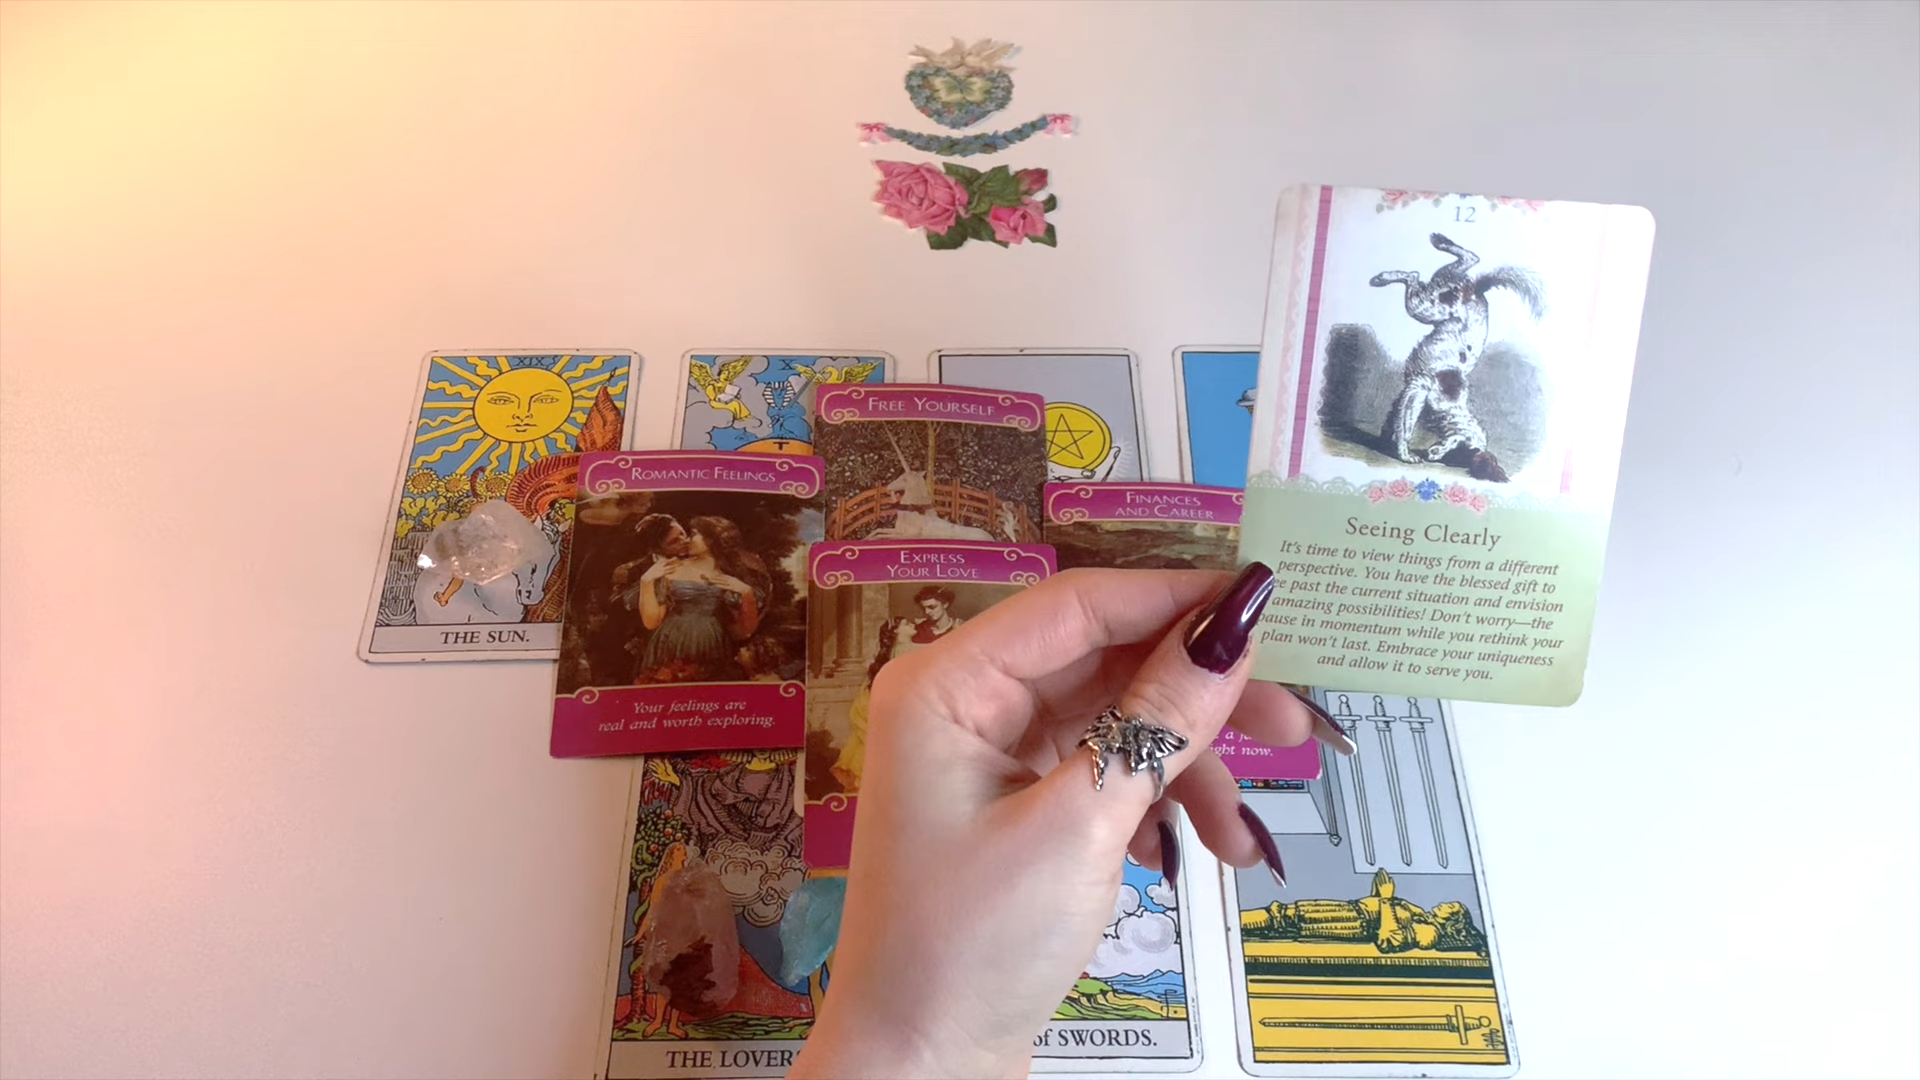 12
XIX
X
FREE YOURSELF
ROMANTIC FEELINGS
FINANCES
AND CAREER
Seeing Clearly
It's time to view things from a different
perspective. You have the blessed gift to
past the current situation and envision
amazing possibilities! Don't worry—the
in momentum while you rethink your
plan won't last. Embrace your uniqueness
and allow it to serve you.
EXPRESS
YOUR LOVE
THE SUN.
Your feelings are
real and worth exploring.
a
now.
THE LOVERS
of SWORDS.